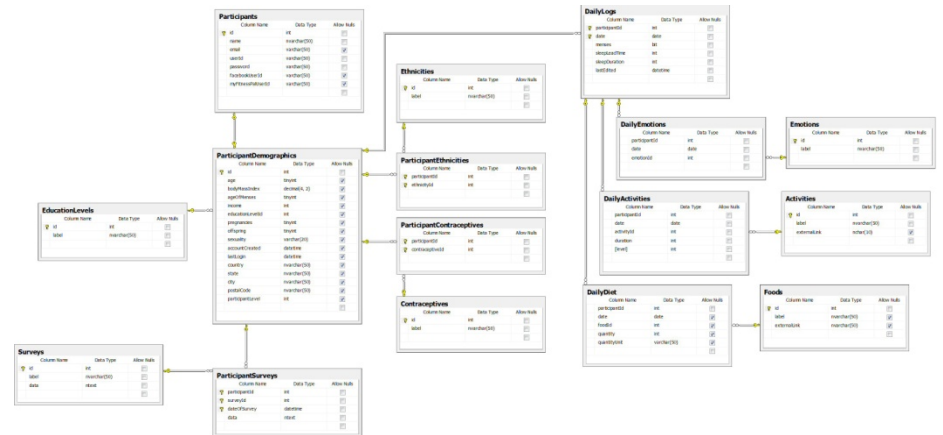 Participants
Column Name Data Type Allow Nulls
id int
name nvarchar(50)
email varchar(50)
userId varchar(50)
password varchar(50)
facebookUserId varchar(50)
myFitnessPalUserId varchar(50)
ParticipantDemographics
Column Name Data Type Allow Nulls
id int
age tinyint
bodyMassIndex decimal(4, 2)
ageOfMenses tinyint
income int
educationLevelId int
pregnancies tinyint
offspring tinyint
sexuality varchar(20)
accountCreated datetime
lastLogin datetime
country nvarchar(50)
state nvarchar(50)
city nvarchar(50)
postalCode nvarchar(50)
participantLevel int
EducationLevels
Column Name Data Type Allow Nulls
id int
label nvarchar(50)
Surveys
Column Name Data Type Allow Nulls
id int
label nvarchar(50)
data ntext
ParticipantSurveys
Column Name Data Type Allow Nulls
participantId int
surveyId int
dateOfSurvey datetime
data ntext
Ethnicities
Column Name Data Type Allow Nulls
id int
label nvarchar(50)
ParticipantEthnicities
Column Name Data Type Allow Nulls
participantId int
ethnicityId int
ParticipantContraceptives
Column Name Data Type Allow Nulls
participantId int
contraceptiveId int
Contraceptives
Column Name Data Type Allow Nulls
id int
label nvarchar(50)
DailyLogs
Column Name Data Type Allow Nulls
participantId int
date date
menses bit
sleepLostTime int
sleepDuration int
lastEdited datetime
DailyEmotions
Column Name Data Type Allow Nulls
participantId int
date date
emotionId int
Emotions
Column Name Data Type Allow Nulls
id int
label nvarchar(50)
DailyActivities
Column Name Data Type Allow Nulls
participantId int
date date
activityId int
duration int
[level] int
Activities
Column Name Data Type Allow Nulls
id int
label nvarchar(50)
externalLink nchar(10)
DailyDiet
Column Name Data Type Allow Nulls
participantId int
date date
foodId int
quantity int
quantityUnit varchar(50)
Foods
Column Name Data Type Allow Nulls
id int
label nvarchar(50)
externalLink nvarchar(50)